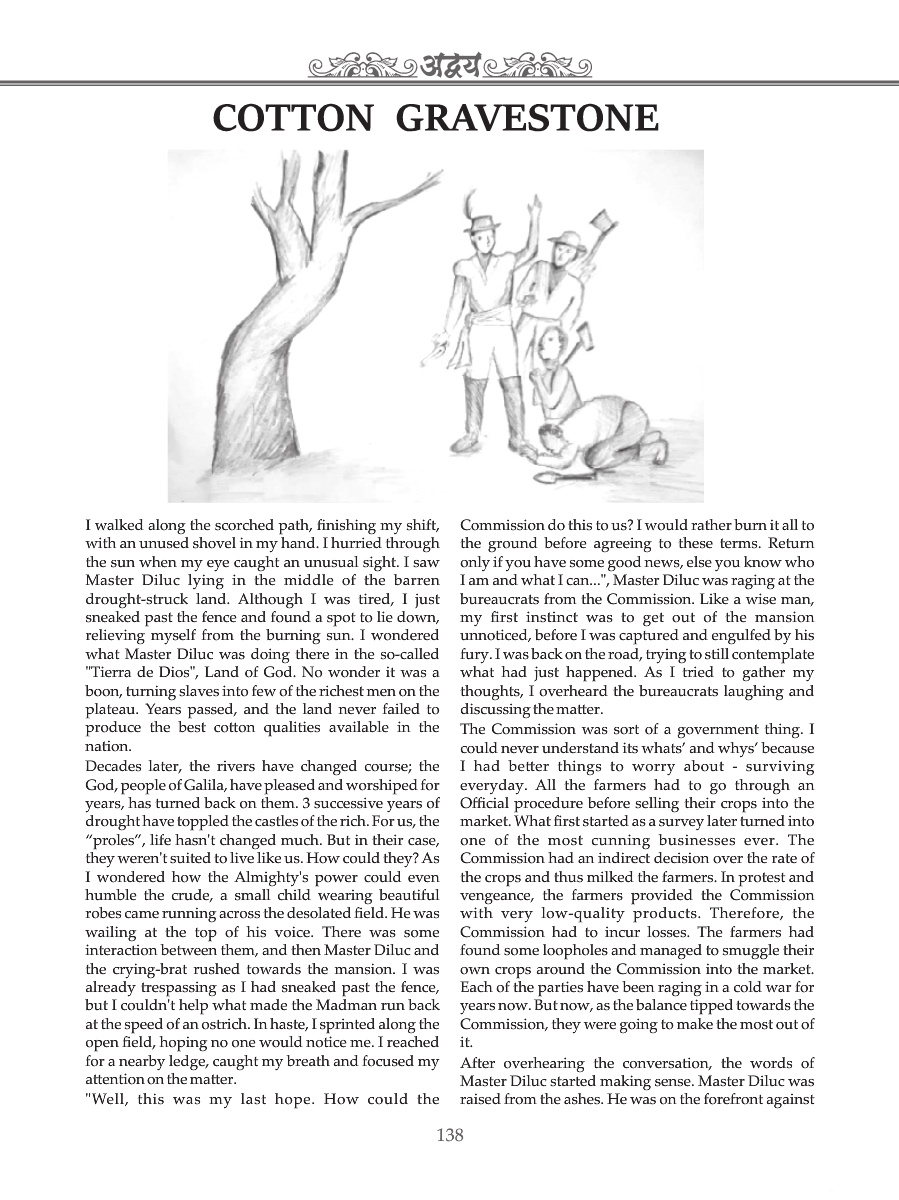 अद्वय
COTTON GRAVESTONE
I walked along the scorched path, finishing my shift,
with an unused shovel in my hand. I hurried through
the sun when my eye caught an unusual sight. I saw
Master Diluc lying in the middle of the barren
drought-struck land. Although I was tired, I just
sneaked past the fence and found a spot to lie down,
relieving myself from the burning sun. I wondered
what Master Diluc was doing there in the so-called
"Tierra de Dios", Land of God. No wonder it was a
boon, turning slaves into few of the richest men on the
plateau. Years passed, and the land never failed to
produce the best cotton qualities available in the
nation.
Decades later, the rivers have changed course; the
God, people of Galila, have pleased and worshiped for
years, has turned back on them. 3 successive years of
drought have toppled the castles of the rich. For us, the
“proles”, life hasn't changed much. But in their case,
they weren't suited to live like us. How could they? As
I wondered how the Almighty's power could even
humble the crude, a small child wearing beautiful
robes came running across the desolated field. He was
wailing at the top of his voice. There was some
interaction between them, and then Master Diluc and
the crying-brat rushed towards the mansion. I was
already trespassing as I had sneaked past the fence,
but I couldn't help what made the Madman run back
at the speed of an ostrich. In haste, I sprinted along the
open field, hoping no one would notice me. I reached
for a nearby ledge, caught my breath and focused my
attention on the matter.
"Well, this was my last hope. How could the
Commission do this to us? I would rather burn it all to
the ground before agreeing to these terms. Return
only if you have some good news, else you know who
I am and what I can...", Master Diluc was raging at the
bureaucrats from the Commission. Like a wise man,
my first instinct was to get out of the mansion
unnoticed, before I was captured and engulfed by his
fury. I was back on the road, trying to still contemplate
what had just happened. As I tried to gather my
thoughts, I overheard the bureaucrats laughing and
discussing the matter.
The Commission was sort of a government thing. I
could never understand its whats’ and whys’ because
I had better things to worry about - surviving
everyday. All the farmers had to go through an
Official procedure before selling their crops into the
market. What first started as a survey later turned into
one of the most cunning businesses ever. The
Commission had an indirect decision over the rate of
the crops and thus milked the farmers. In protest and
vengeance, the farmers provided the Commission
with very low-quality products. Therefore, the
Commission had to incur losses. The farmers had
found some loopholes and managed to smuggle their
own crops around the Commission into the market.
Each of the parties have been raging in a cold war for
years now. But now, as the balance tipped towards the
Commission, they were going to make the most out of
it.
After overhearing the conversation, the words of
Master Diluc started making sense. Master Diluc was
raised from the ashes. He was on the forefront against
138